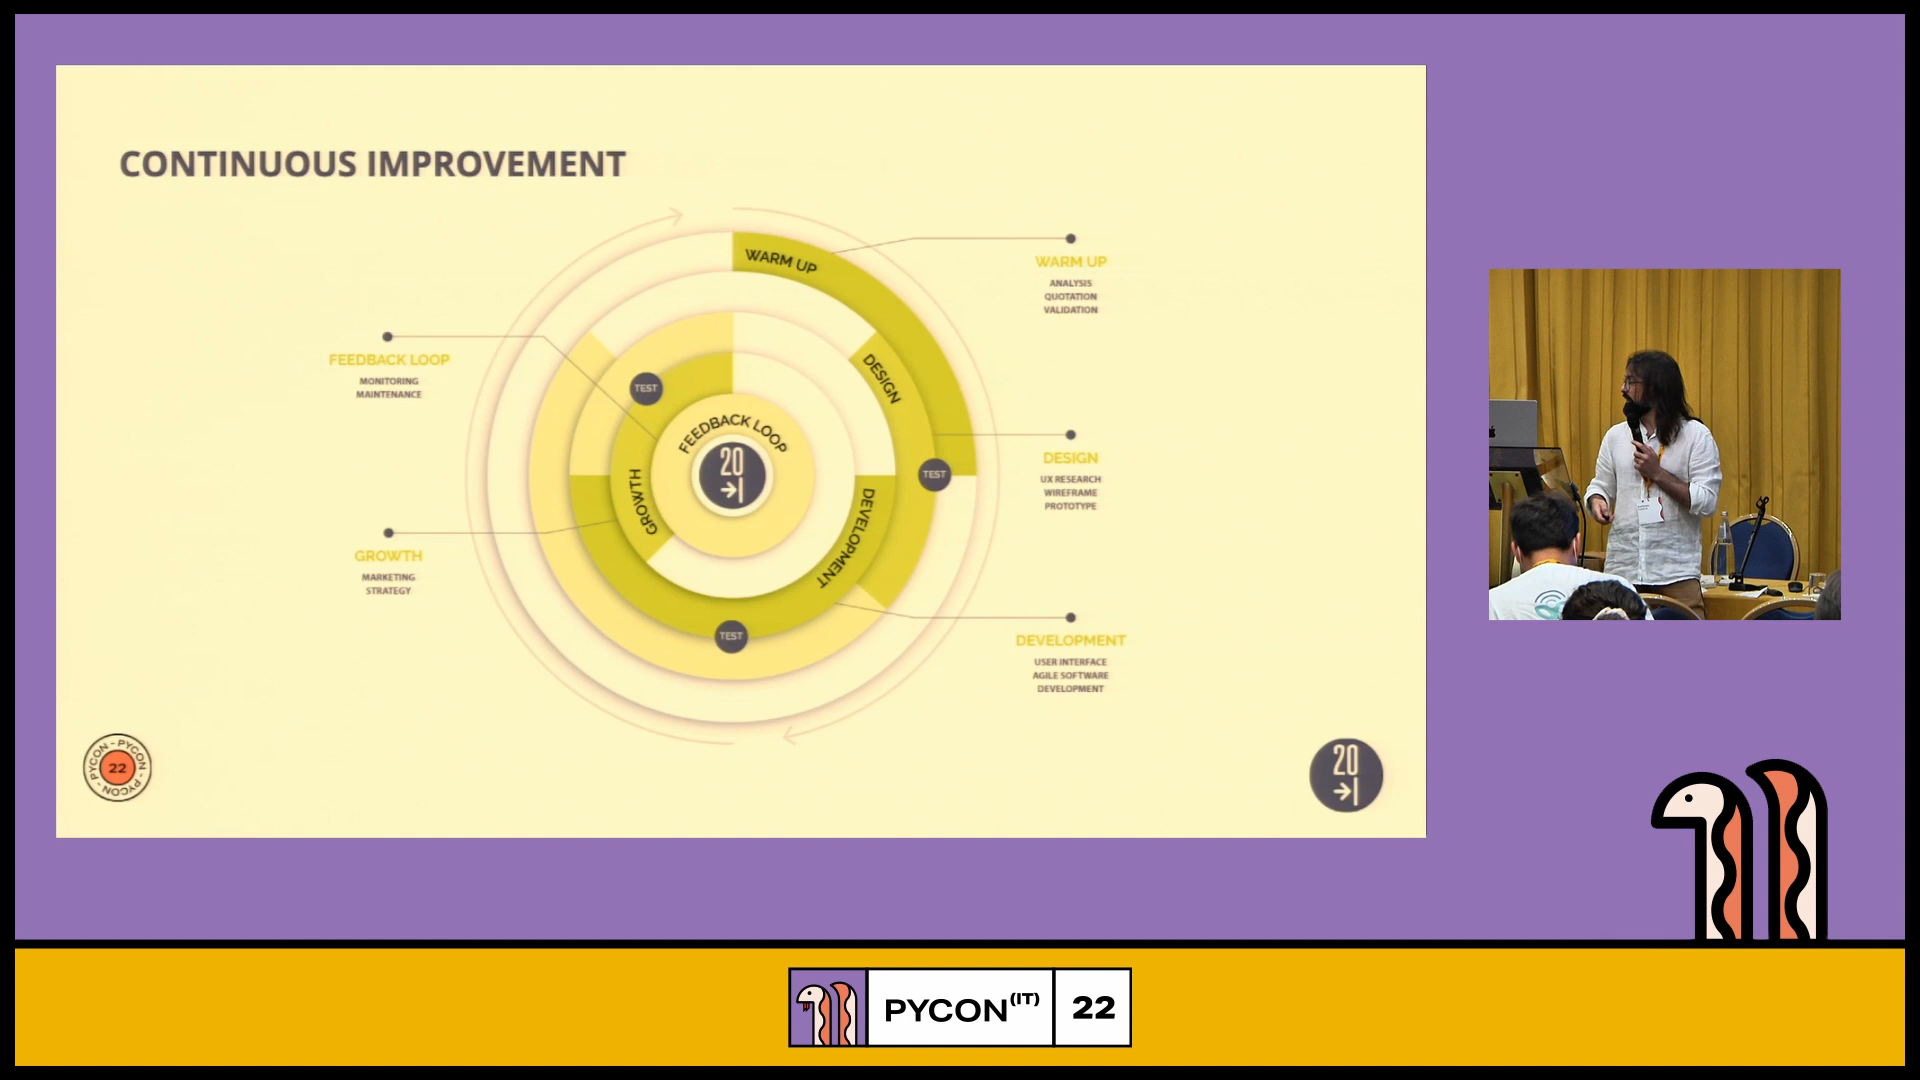 CONTINUOUS IMPROVEMENT
WARM UP
WARM UP
ANALYSIS
QUOTATION
VALIDATION
FEEDBACK LOOP
MONITORING
MAINTENANCE
DESIGN
TEST
FEEDBACK LOOP
20
TEST
DESIGN
UX RESEARCH
WIREFRAME
PROTOTYPE
GROWTH
DEVELOPMENT
GROWTH
MARKETING
STRATEGY
TEST
DEVELOPMENT
USER INTERFACE
AGILE SOFTWARE
DEVELOPMENT
PYCON - PYCON - PYCON - PYCON -
22
20
PYCON(IT) 22